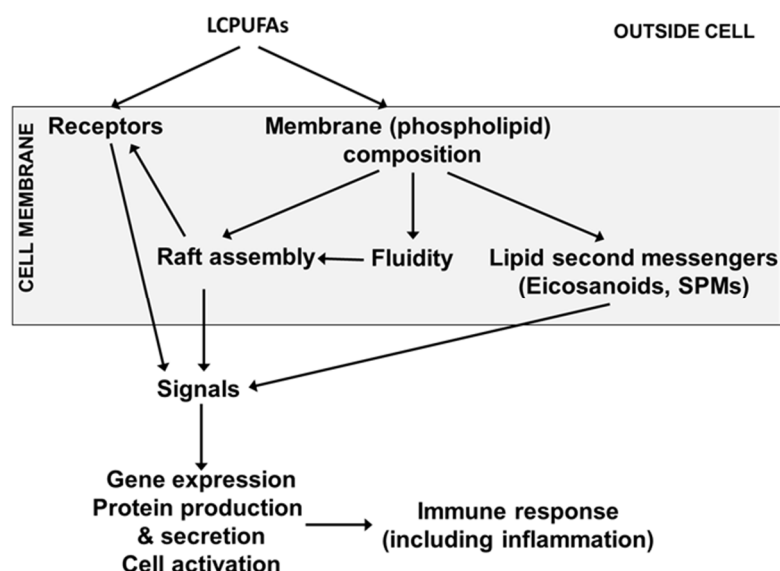 LCPUFAs
OUTSIDE CELL
CELL MEMBRANE
Receptors
Membrane (phospholipid)
composition
Raft assembly
Fluidity
Lipid second messengers
(Eicosanoids, SPMs)
Signals
Gene expression
Protein production
& secretion
Cell activation
Immune response
(including inflammation)